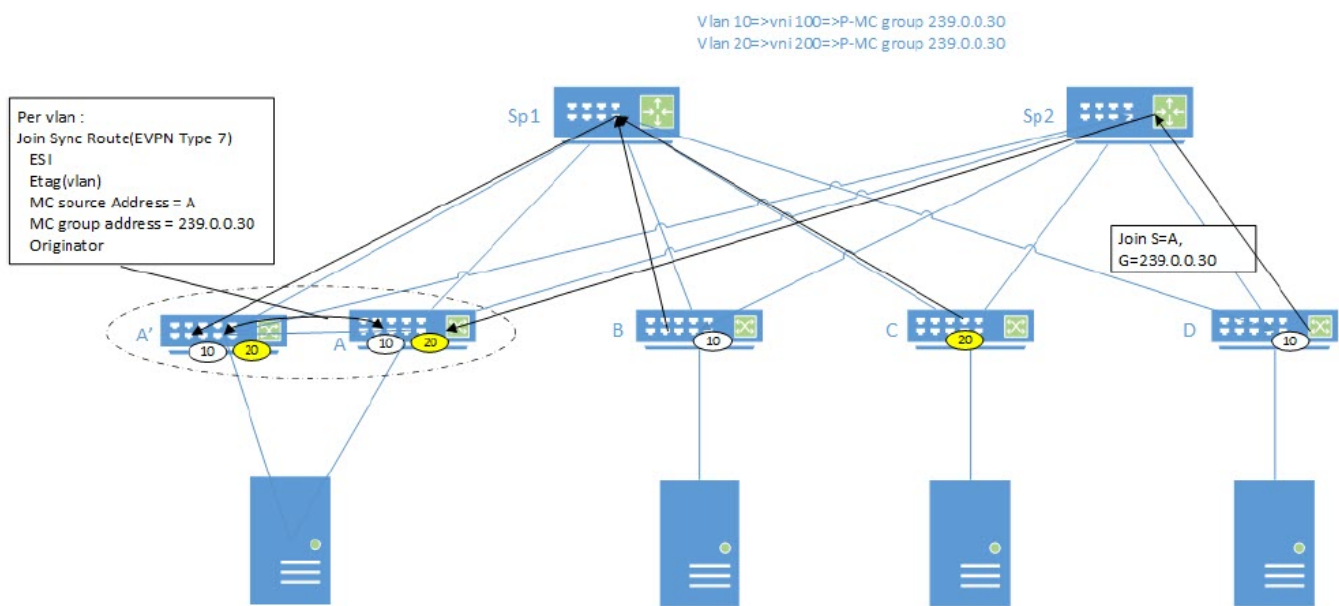 Vlan 10=>vni 100=>P-MC group 239.0.0.30
Vlan 20=>vni 200=>P-MC group 239.0.0.30
Per vlan :
Join Sync Route(EVPN Type 7)
ESI
Etag(vlan)
MC source Address = A
MC group address = 239.0.0.30
Originator
Sp1
Sp2
Join S=A,
G=239.0.0.30
A'
10
20
A
10
20
B
10
C
20
D
10